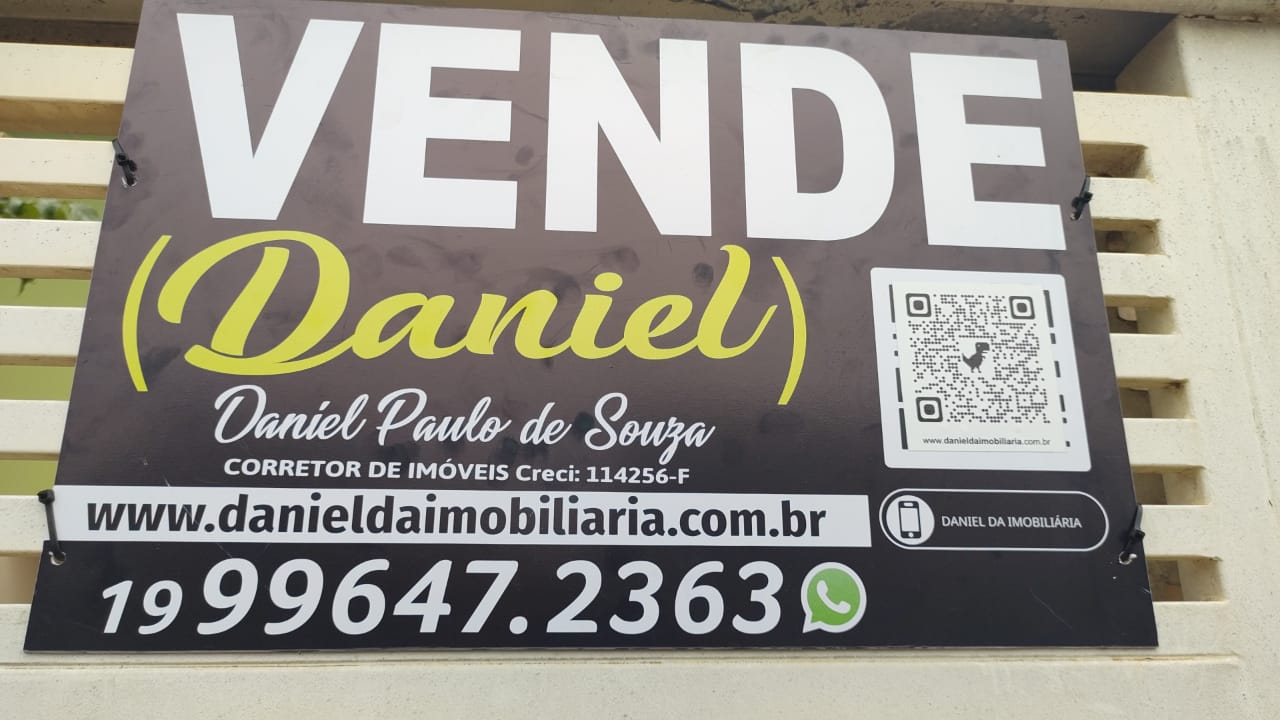 VENDE
(Daniel)
Daniel Paulo de Souza
CORRETOR DE IMÓVEIS Creci: 114256-F
www.danieldaimobiliaria.com.br
19 99647.2363
www.danieldaimobiliaria.com.br
DANIEL DA IMOBILIÁRIA